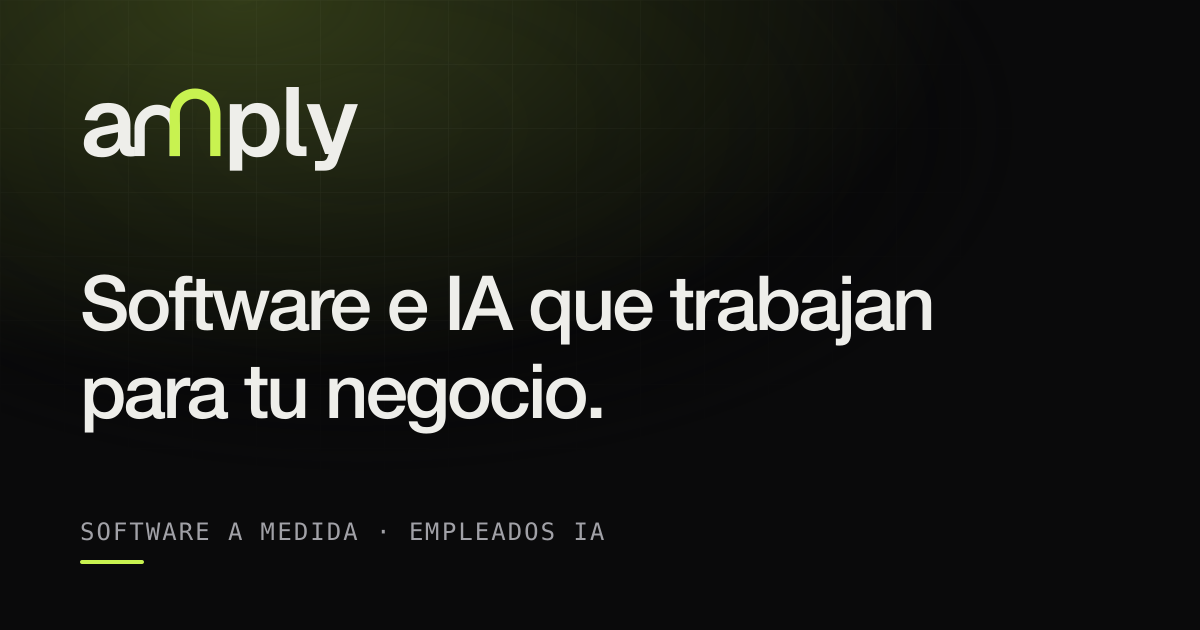 amply
Software e IA que trabajan
para tu negocio.
SOFTWARE A MEDIDA · EMPLEADOS IA